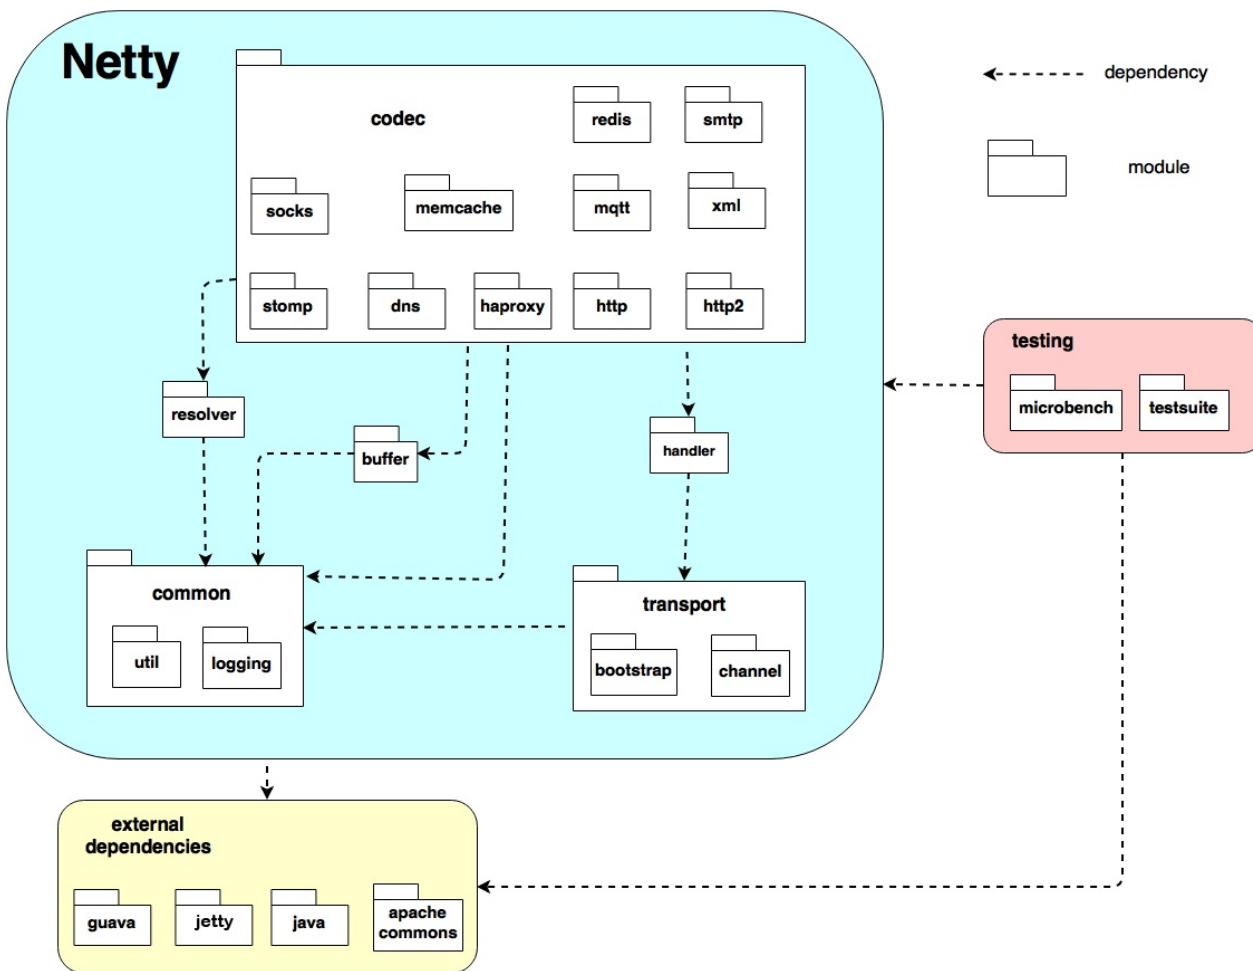 Netty
codec
redis
smtp
socks
memcache
mqtt
xml
stomp
dns
haproxy
http
http2
resolver
buffer
handler
common
util
logging
transport
bootstrap
channel
dependency
module
testing
microbench
testsuite
external
dependencies
guava
jetty
java
apache
commons